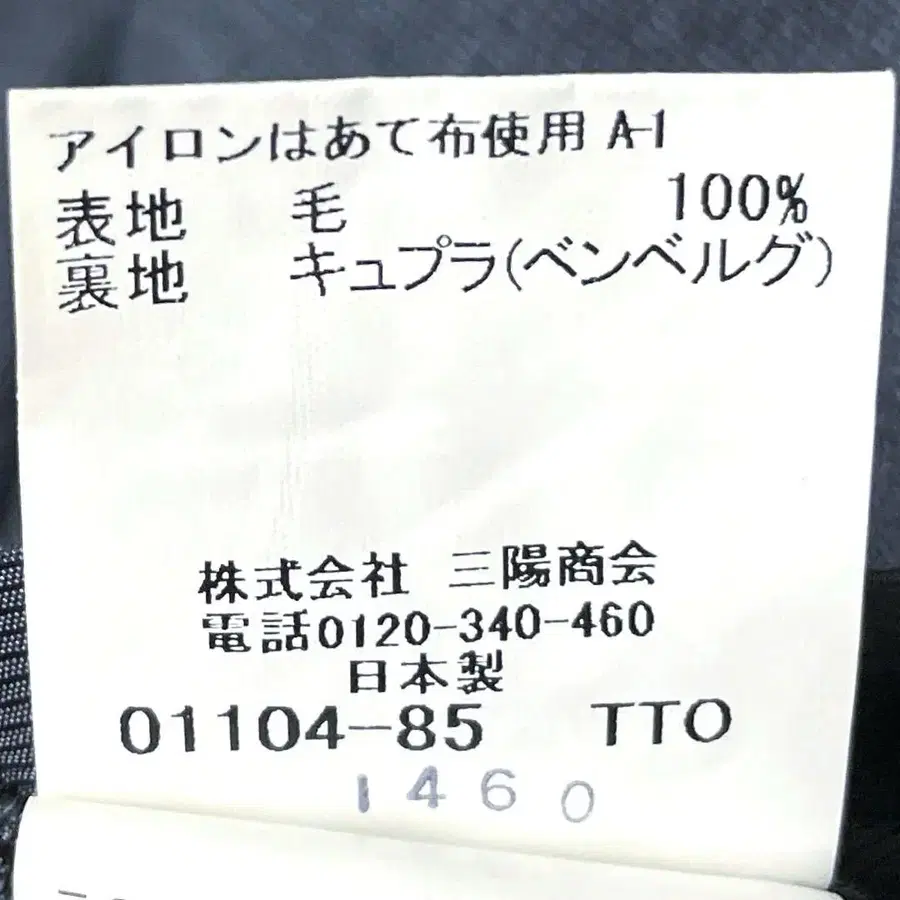 アイロンはあて布使用 A-1
表地 毛 100%
裏地 キュプラ(ベンベルグ)
株式会社 三陽商会
電話0120-340-460
日本製
01104-85 TTO
1460